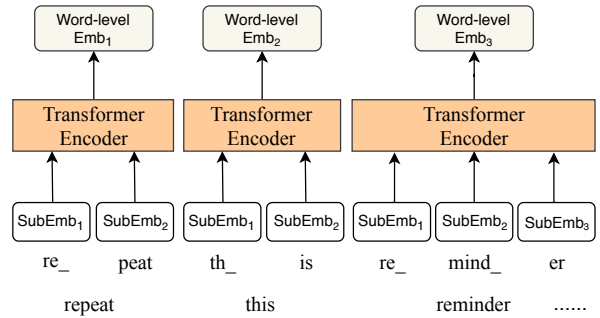 Word-level Emb₁
Word-level Emb₂
Word-level Emb₃
Transformer Encoder
Transformer Encoder
Transformer Encoder
SubEmb₁ SubEmb₂ SubEmb₁ SubEmb₂ SubEmb₁ SubEmb₂ SubEmb₃
re_ peat th_ is re_ mind_ er
repeat this reminder ......